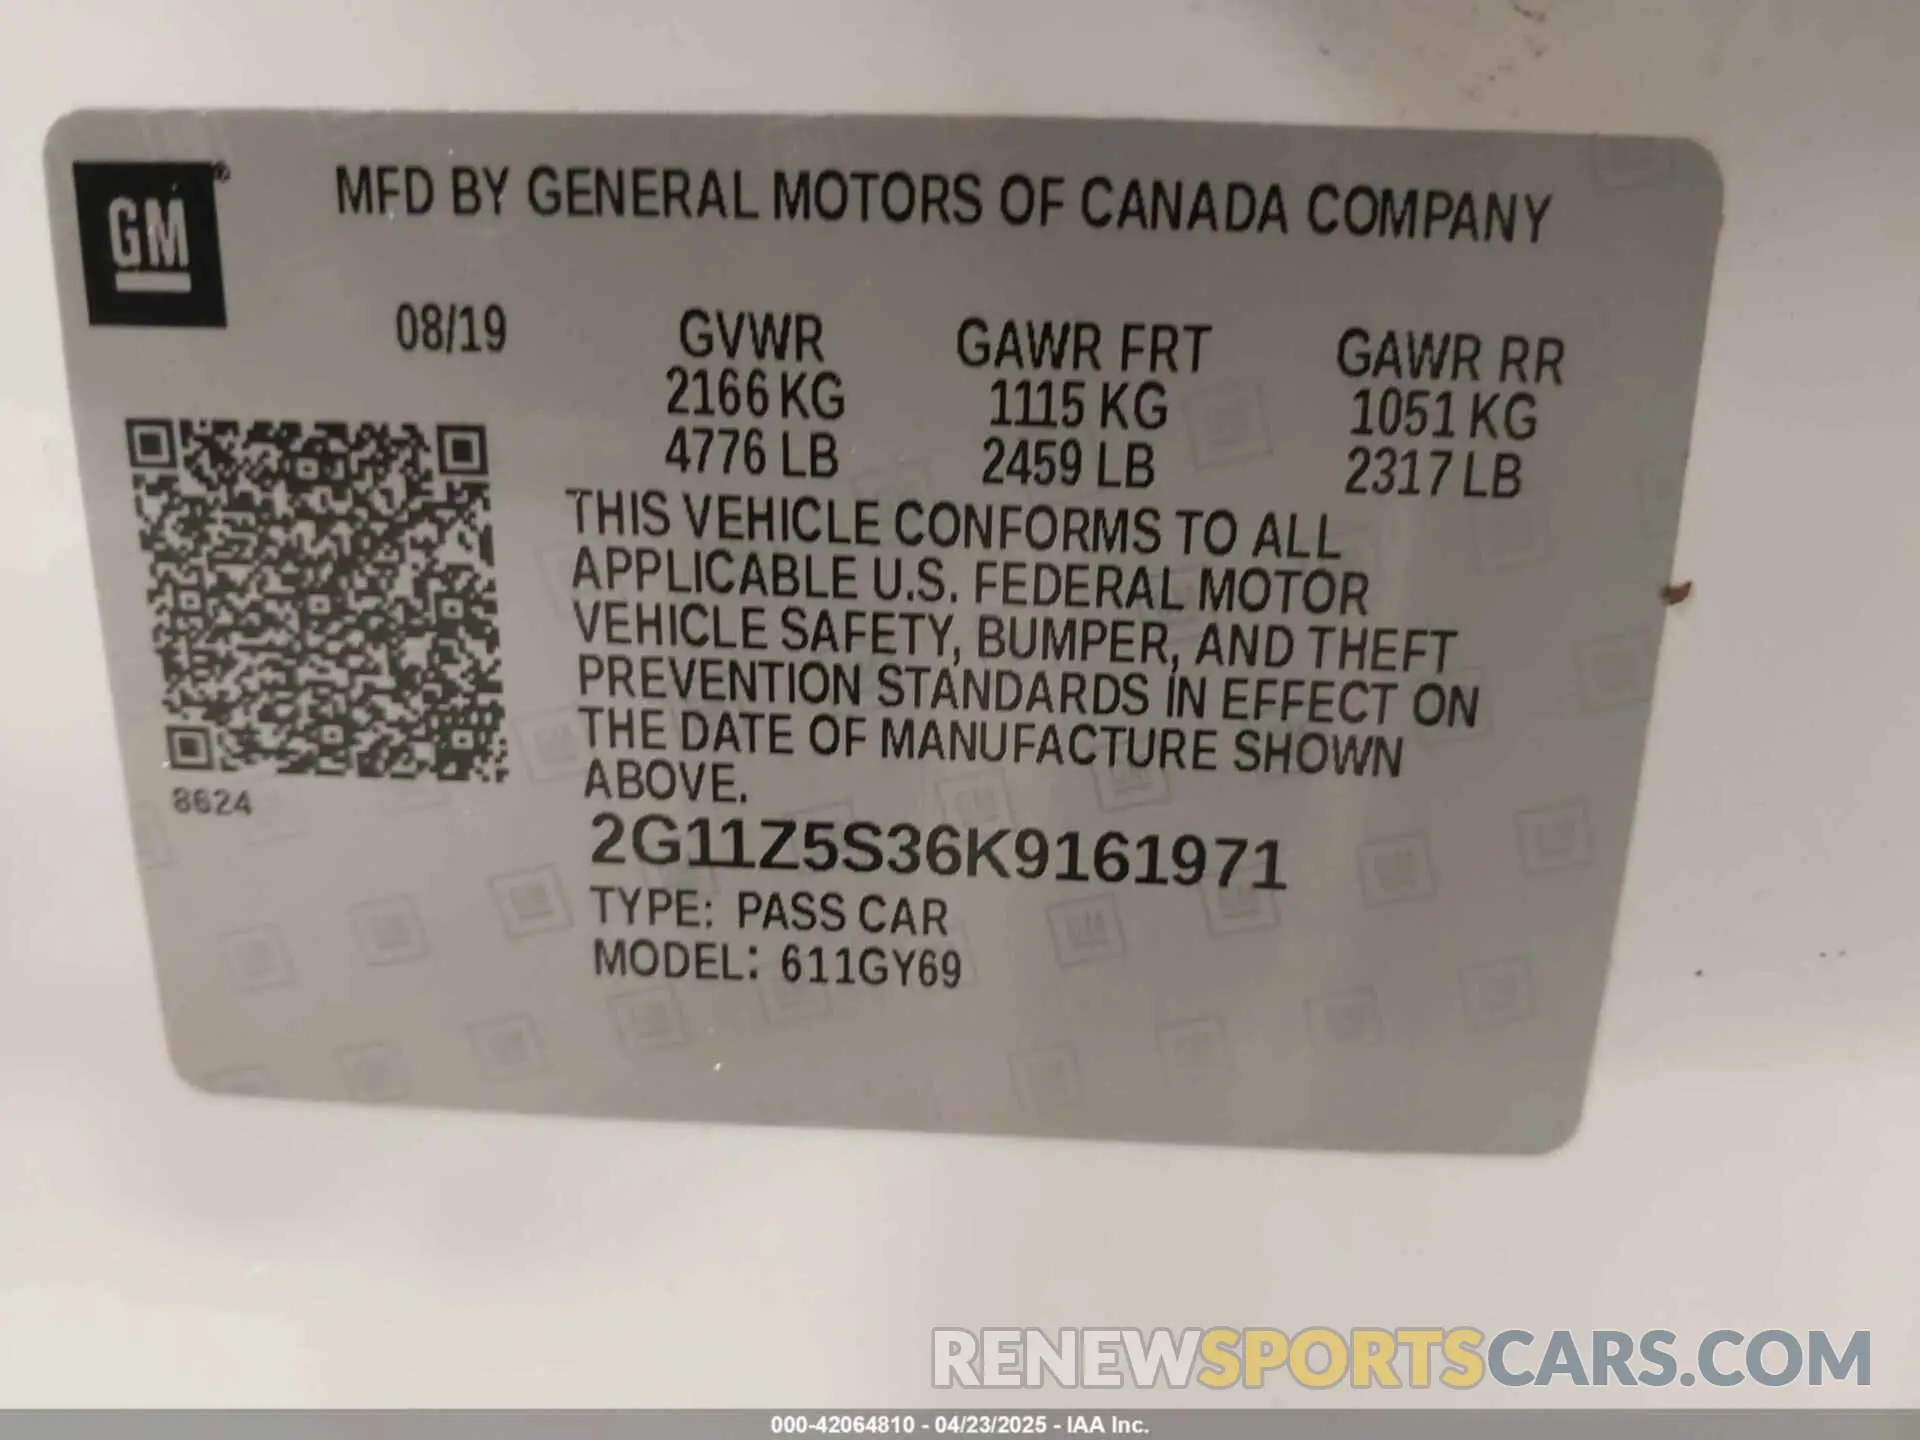 GM®
MFD BY GENERAL MOTORS OF CANADA COMPANY
08/19
GVWR
2166 KG
4776 LB
GAWR FRT
1115 KG
2459 LB
GAWR RR
1051 KG
2317 LB
THIS VEHICLE CONFORMS TO ALL
APPLICABLE U.S. FEDERAL MOTOR
VEHICLE SAFETY, BUMPER, AND THEFT
PREVENTION STANDARDS IN EFFECT ON
THE DATE OF MANUFACTURE SHOWN
ABOVE.
8624
2G11Z5S36K9161971
TYPE: PASS CAR
MODEL: 611GY69
RENEWSPORTSCARS.COM
000-42064810 - 04/23/2025 - IAA Inc.